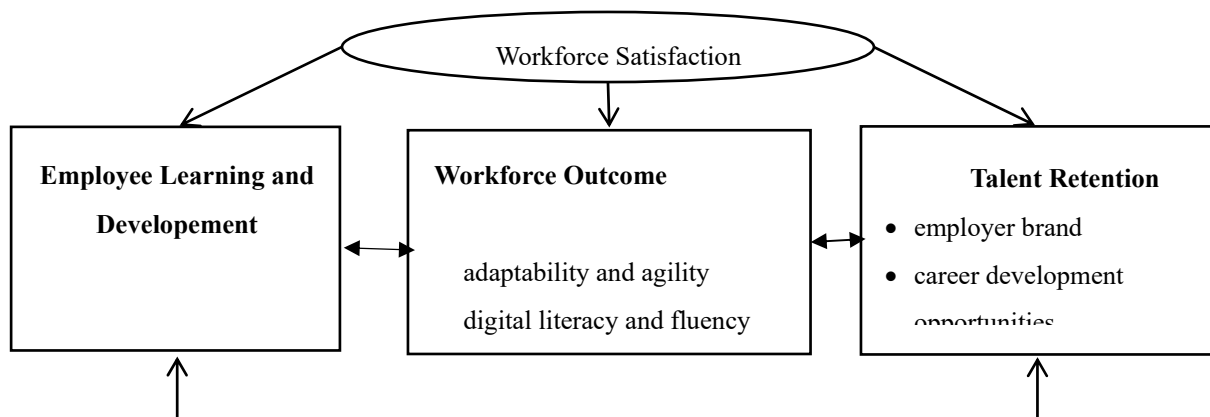 Workforce Satisfaction
Employee Learning and
Developement
Workforce Outcome
adaptability and agility
digital literacy and fluency
Talent Retention
• employer brand
• career development
opportunities